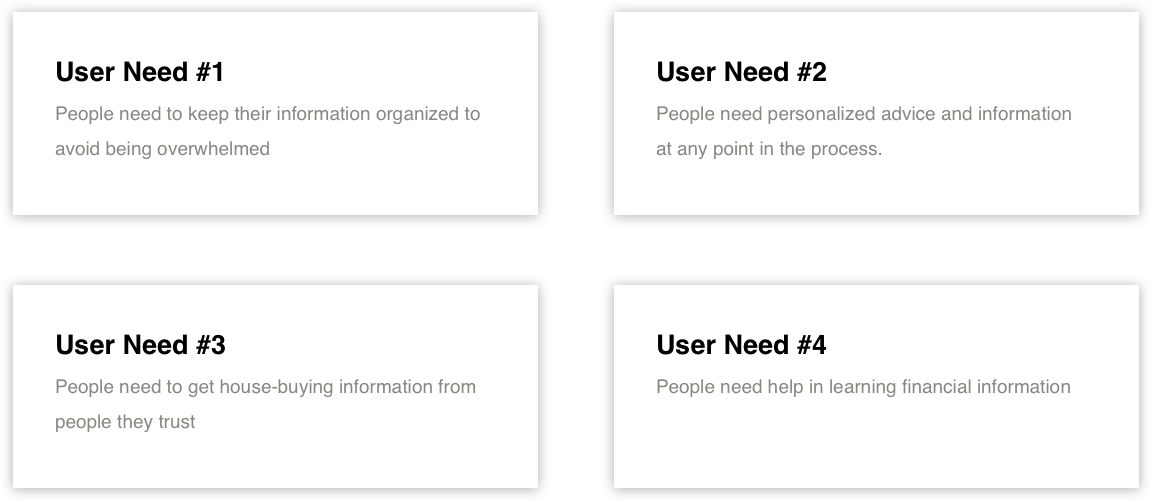 User Need #1
People need to keep their information organized to
avoid being overwhelmed
User Need #2
People need personalized advice and information
at any point in the process.
User Need #3
People need to get house-buying information from
people they trust
User Need #4
People need help in learning financial information